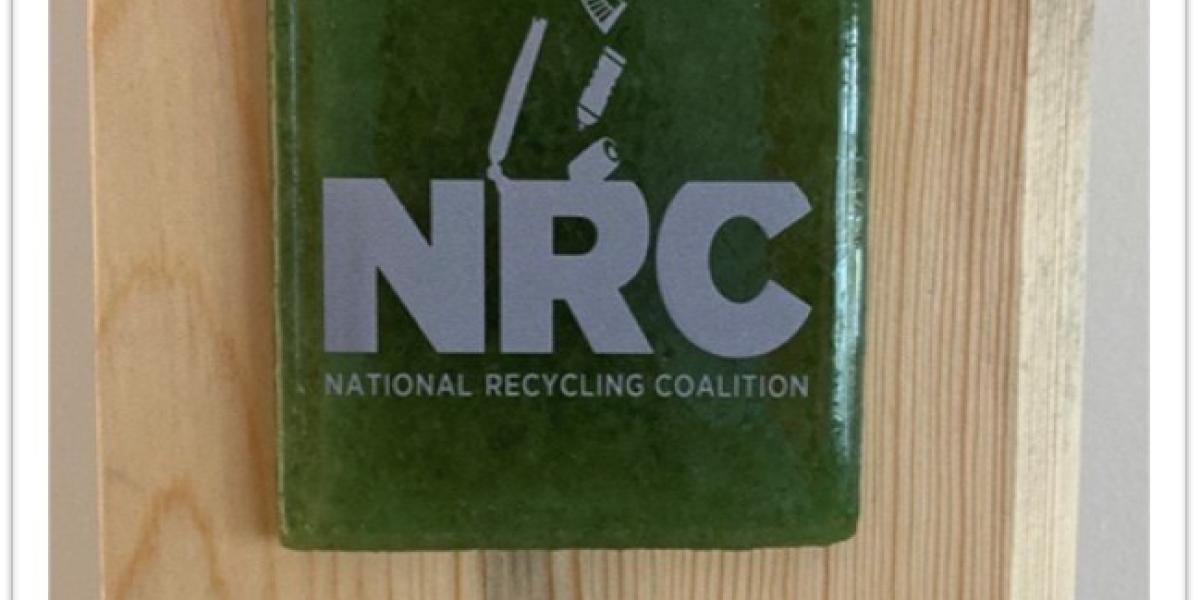 NRC
NATIONAL RECYCLING COALITION